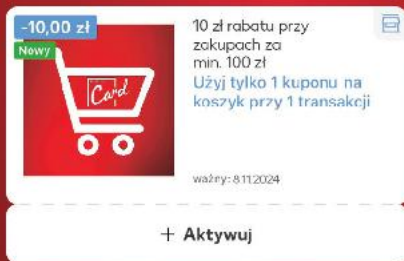 -10,00 zł
Nowy
Card
10 zł rabatu przy
zakupach za
min. 100 zł
Użyj tylko 1 kuponu na
koszyk przy 1 transakcji
ważny: 8.11.2024
+ Aktywuj